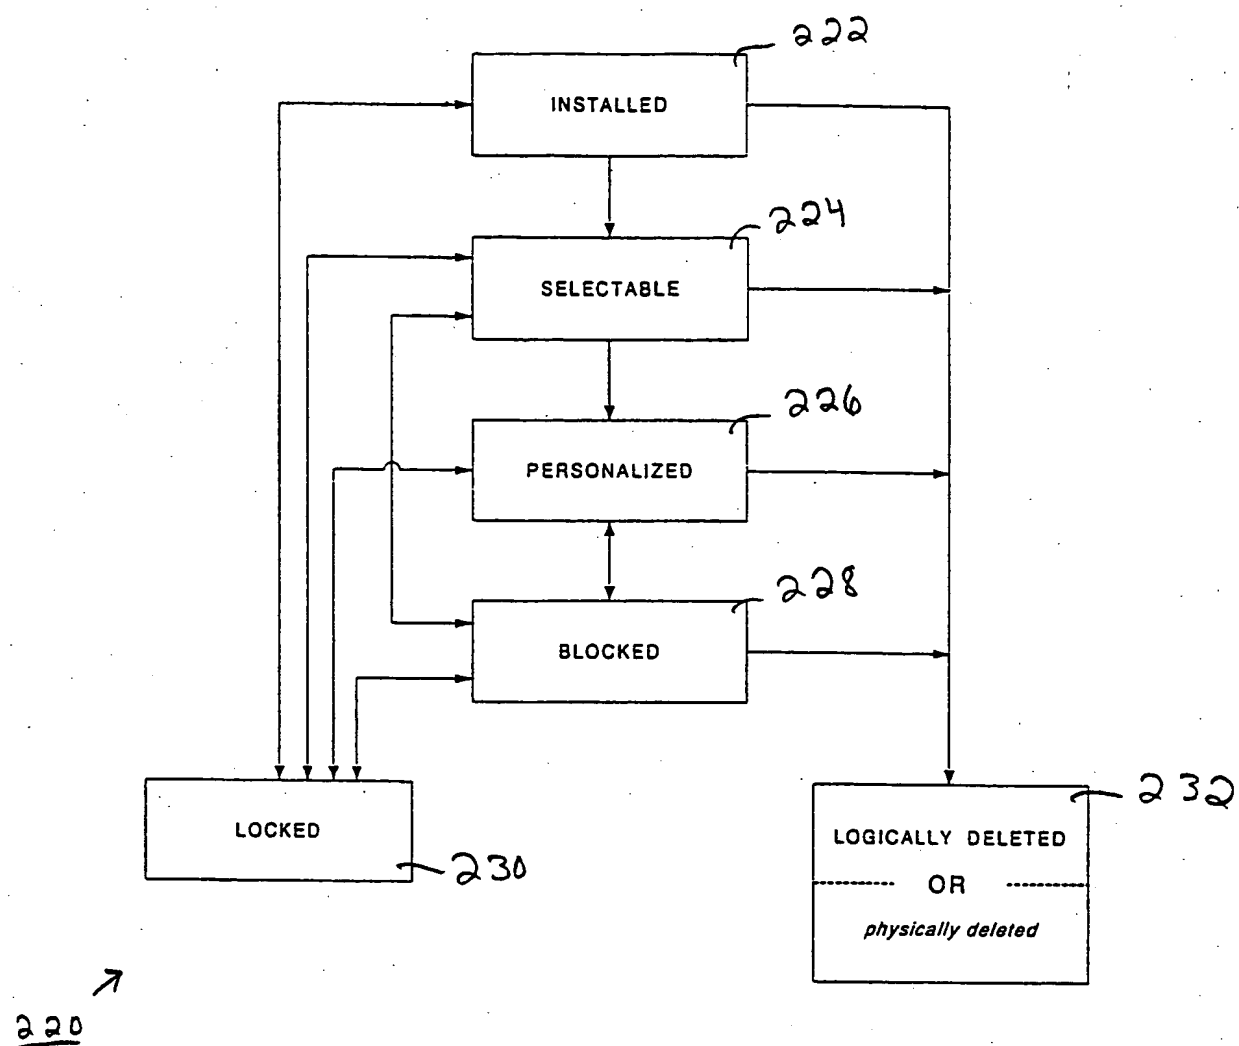 222
INSTALLED
224
SELECTABLE
226
PERSONALIZED
228
BLOCKED
232
LOCKED
LOGICALLY DELETED
230
OR
physically deleted
220